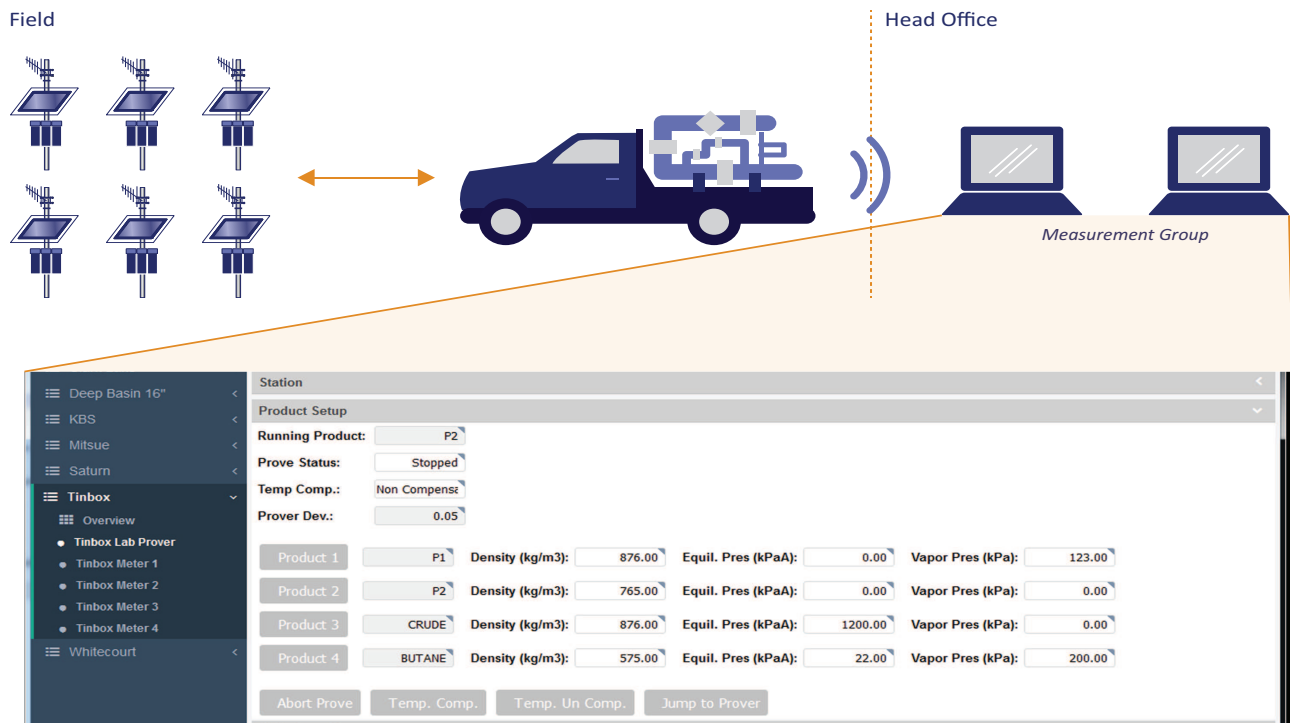 Field
Head Office
Measurement Group
Deep Basin 16"
KBS
Mitsue
Saturn
Tinbox
Overview
Tinbox Lab Prover
Tinbox Meter 1
Tinbox Meter 2
Tinbox Meter 3
Tinbox Meter 4
Whitecourt
Station
Product Setup
Running Product: P2
Prove Status: Stopped
Temp Comp.: Non Compensa
Prover Dev.: 0.05
Product 1 P1 Density (kg/m3): 876.00 Equil. Pres (kPaA): 0.00 Vapor Pres (kPa): 123.00
Product 2 P2 Density (kg/m3): 765.00 Equil. Pres (kPaA): 0.00 Vapor Pres (kPa): 0.00
Product 3 CRUDE Density (kg/m3): 876.00 Equil. Pres (kPaA): 1200.00 Vapor Pres (kPa): 0.00
Product 4 BUTANE Density (kg/m3): 575.00 Equil. Pres (kPaA): 22.00 Vapor Pres (kPa): 200.00
Abort Prove Temp. Comp. Temp. Un Comp. Jump to Prover